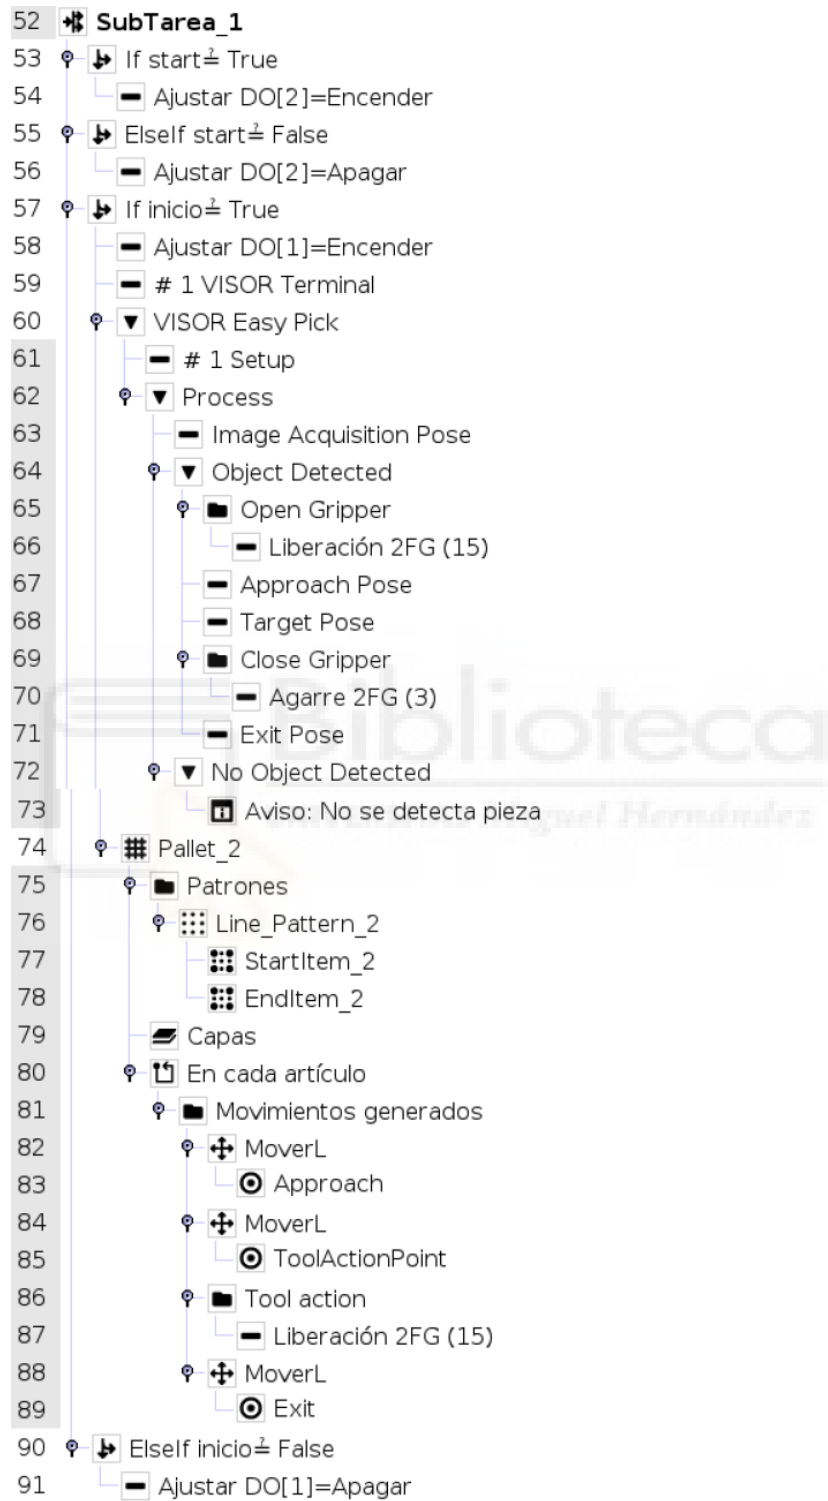 52 SubTarea_1
53 If start≟ True
54 Ajustar DO[2]=Encender
55 ElseIf start≟ False
56 Ajustar DO[2]=Apagar
57 If inicio≟ True
58 Ajustar DO[1]=Encender
59 # 1 VISOR Terminal
60 VISOR Easy Pick
61 # 1 Setup
62 Process
63 Image Acquisition Pose
64 Object Detected
65 Open Gripper
66 Liberación 2FG (15)
67 Approach Pose
68 Target Pose
69 Close Gripper
70 Agarre 2FG (3)
71 Exit Pose
72 No Object Detected
73 Aviso: No se detecta pieza
74 Pallet_2
75 Patrones
76 Line_Pattern_2
77 StartItem_2
78 EndItem_2
79 Capas
80 En cada artículo
81 Movimientos generados
82 MoverL
83 Approach
84 MoverL
85 ToolActionPoint
86 Tool action
87 Liberación 2FG (15)
88 MoverL
89 Exit
90 ElseIf inicio≟ False
91 Ajustar DO[1]=Apagar
Biblioteca
Miguel Hernández